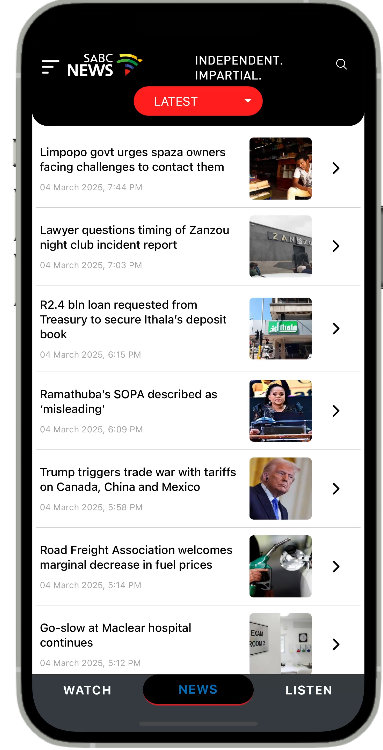 SABC
NEWS
INDEPENDENT.
IMPARTIAL.
LATEST
Limpopo govt urges spaza owners
facing challenges to contact them
04 March 2025, 7:44 PM
Lawyer questions timing of Zanzou
night club incident report
04 March 2025, 7:03 PM
ZANZOU
R2.4 bln loan requested from
Treasury to secure Ithala's deposit
book
04 March 2025, 6:15 PM
ithala
Ramathuba's SOPA described as
'misleading'
04 March 2025, 6:09 PM
Trump triggers trade war with tariffs
on Canada, China and Mexico
04 March 2025, 5:58 PM
Road Freight Association welcomes
marginal decrease in fuel prices
04 March 2025, 5:14 PM
Go-slow at Maclear hospital
continues
04 March 2025, 5:12 PM
EXAM
ROOM 2
WATCH
NEWS
LISTEN